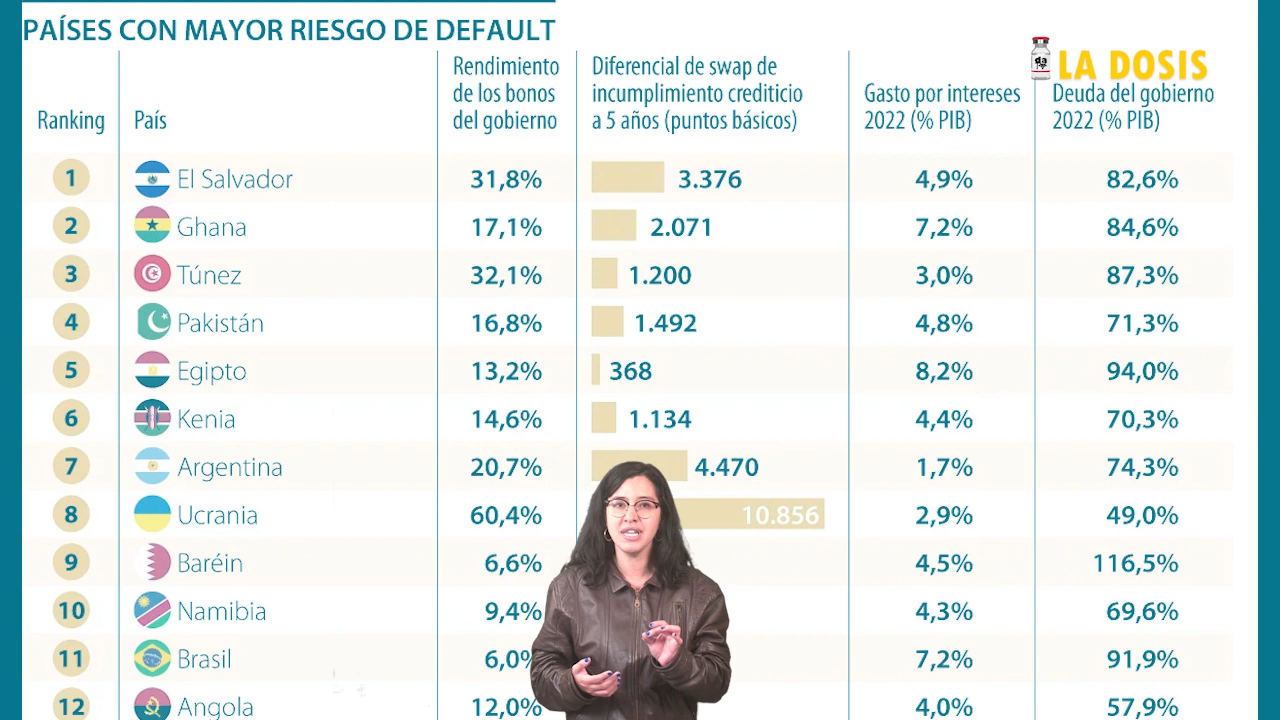 PAÍSES CON MAYOR RIESGO DE DEFAULT
LA DOSIS
Ranking
País
Rendimiento
de los bonos
del gobierno
Diferencial de swap de
incumplimiento crediticio
a 5 años (puntos básicos)
Gasto por intereses
2022 (% PIB)
Deuda del gobierno
2022 (% PIB)
1 El Salvador 31,8% 3.376 4,9% 82,6%
2 Ghana 17,1% 2.071 7,2% 84,6%
3 Túnez 32,1% 1.200 3,0% 87,3%
4 Pakistán 16,8% 1.492 4,8% 71,3%
5 Egipto 13,2% 368 8,2% 94,0%
6 Kenia 14,6% 1.134 4,4% 70,3%
7 Argentina 20,7% 4.470 1,7% 74,3%
8 Ucrania 60,4% 10.856 2,9% 49,0%
9 Baréin 6,6% 4,5% 116,5%
10 Namibia 9,4% 4,3% 69,6%
11 Brasil 6,0% 7,2% 91,9%
12 Angola 12,0% 4,0% 57,9%